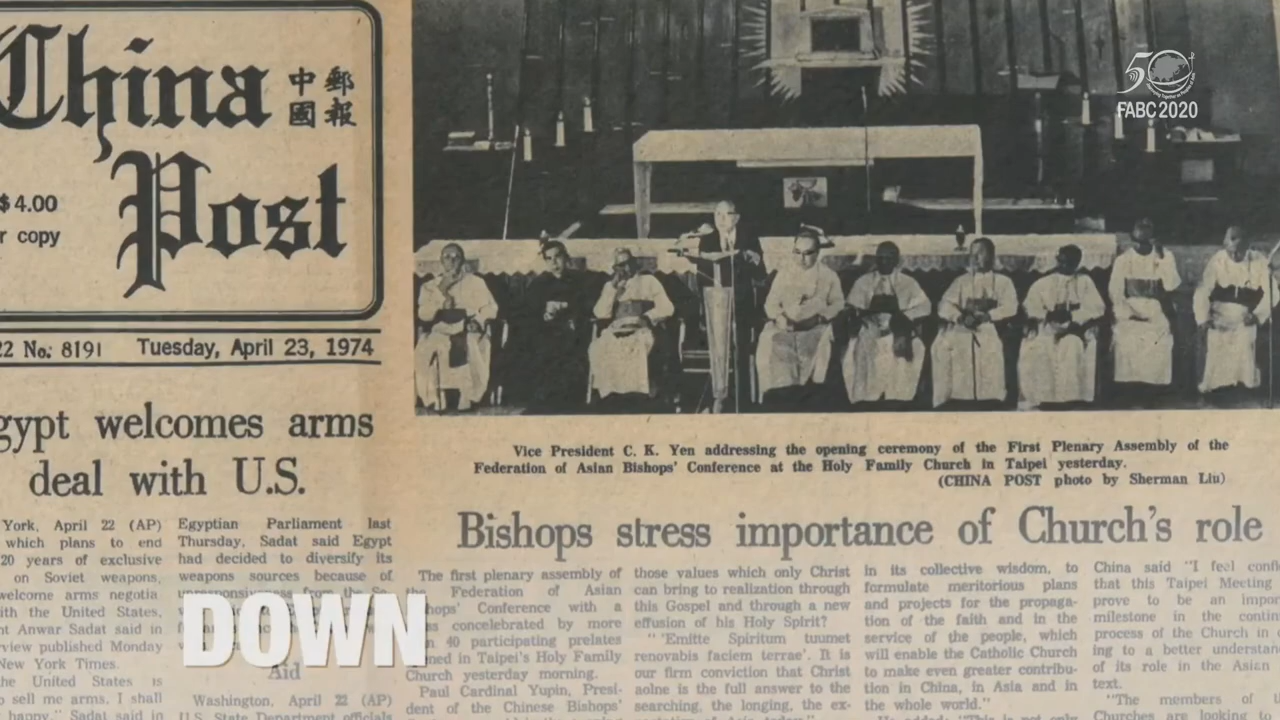 China
中郵
國報
Post
$4.00
copy
No: 8191 Tuesday, April 23, 1974
50
FABC 2020
Vice President C. K. Yen addressing the opening ceremony of the First Plenary Assembly of the
Federation of Asian Bishops' Conference at the Holy Family Church in Taipei yesterday.
(CHINA POST photo by Sherman Liu)
welcomes arms
deal with U.S.
York, April 22 (AP)
which plans to end
20 years of exclusive
on Soviet weapons,
welcome arms negotia
the United States,
Anwar Sadat said in
published Monday
New York Times.
the United States is
sell me arms, I shall
happy," Sadat said in
Egyptian Parliament last
Thursday, Sadat said Egypt
had decided to diversify its
weapons sources because of
DOWN
Aid
Washington, April 22 (AP)
U.S. State Department officials
Bishops stress importance of Church's role
The first plenary assembly of
Federation of Asian
Conference with a
concelebrated by more
40 participating prelates
in Taipei's Holy Family
Church yesterday morning.
Paul Cardinal Yupin, Presi-
dent of the Chinese Bishops'
those values which only Christ
can bring to realization through
this Gospel and through a new
effusion of his Holy Spirit?
"'Emitte Spiritum tuumet
renovabis faciem terrae'. It is
our firm conviction that Christ
aolne is the full answer to the
searching, the longing, the ex-
in its collective wisdom, to
formulate meritorious plans
and projects for the propaga-
tion of the faith and in the
service of the people, which
will enable the Catholic Church
to make even greater contribu-
tion in China, in Asia and in
the whole world."
China said "I feel
that this Taipei Meeting
prove to be an
milestone in the
process of the Church in
ing to a better
of its role in the Asian
text.
"The members of
Churches are looking to